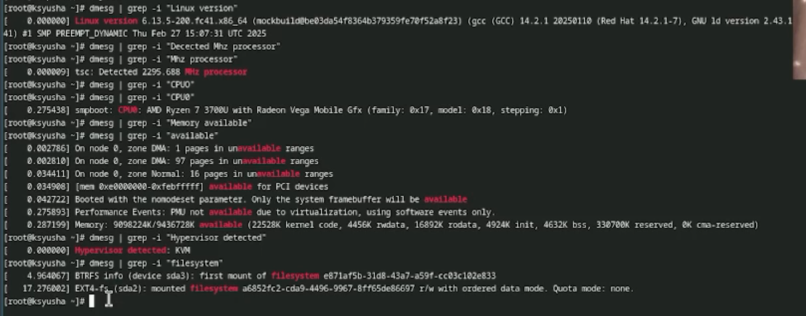 [root@ksyusha ~]# dmesg | grep -i "Linux version"
[    0.000000] Linux version 6.13.5-200.fc41.x86_64 (mockbuild@be03da54f8364b379359fe70f52a8f23) (gcc (GCC) 14.2.1 20250110 (Red Hat 14.2.1-7), GNU ld version 2.43.1
41) #1 SMP PREEMPT_DYNAMIC Thu Feb 27 15:07:31 UTC 2025
[root@ksyusha ~]# dmesg | grep -i "Decected Mhz processor"
[root@ksyusha ~]# dmesg | grep -i "Mhz processor"
[    0.000009] tsc: Detected 2295.688 MHz processor
[root@ksyusha ~]# dmesg | grep -i "CPUO"
[root@ksyusha ~]# dmesg | grep -i "CPU0"
[    0.275438] smpboot: CPU0: AMD Ryzen 7 3700U with Radeon Vega Mobile Gfx (family: 0x17, model: 0x18, stepping: 0x1)
[root@ksyusha ~]# dmesg | grep -i "Memory available"
[root@ksyusha ~]# dmesg | grep -i "available"
[    0.002786] On node 0, zone DMA: 1 pages in unavailable ranges
[    0.002810] On node 0, zone DMA: 97 pages in unavailable ranges
[    0.034411] On node 0, zone Normal: 16 pages in unavailable ranges
[    0.034908] [mem 0xe0000000-0xfebfffff] available for PCI devices
[    0.042722] Booted with the nomodeset parameter. Only the system framebuffer will be available
[    0.275893] Performance Events: PMU not available due to virtualization, using software events only.
[    0.287199] Memory: 9098224K/9436728K available (22528K kernel code, 4456K rwdata, 16892K rodata, 4924K init, 4632K bss, 330700K reserved, 0K cma-reserved)
[root@ksyusha ~]# dmesg | grep -i "Hypervisor detected"
[    0.000000] Hypervisor detected: KVM
[root@ksyusha ~]# dmesg | grep -i "filesystem"
[    4.964067] BTRFS info (device sda3): first mount of filesystem e871af5b-31d8-43a7-a59f-cc03c102e833
[   17.276002] EXT4-fs (sda2): mounted filesystem a6852fc2-cda9-4496-9967-8ff65de86697 r/w with ordered data mode. Quota mode: none.
[root@ksyusha ~]#